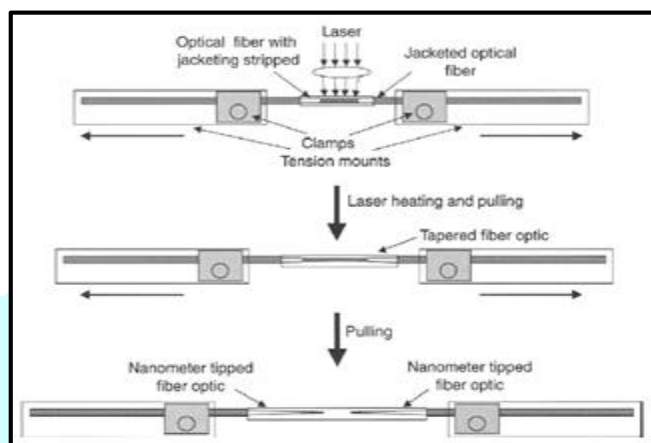 Laser
Optical fiber with
jacketing stripped
Jacketed optical
fiber
Clamps
Tension mounts
Laser heating and pulling
Tapered fiber optic
Pulling
Nanometer tipped
fiber optic
Nanometer tipped
fiber optic